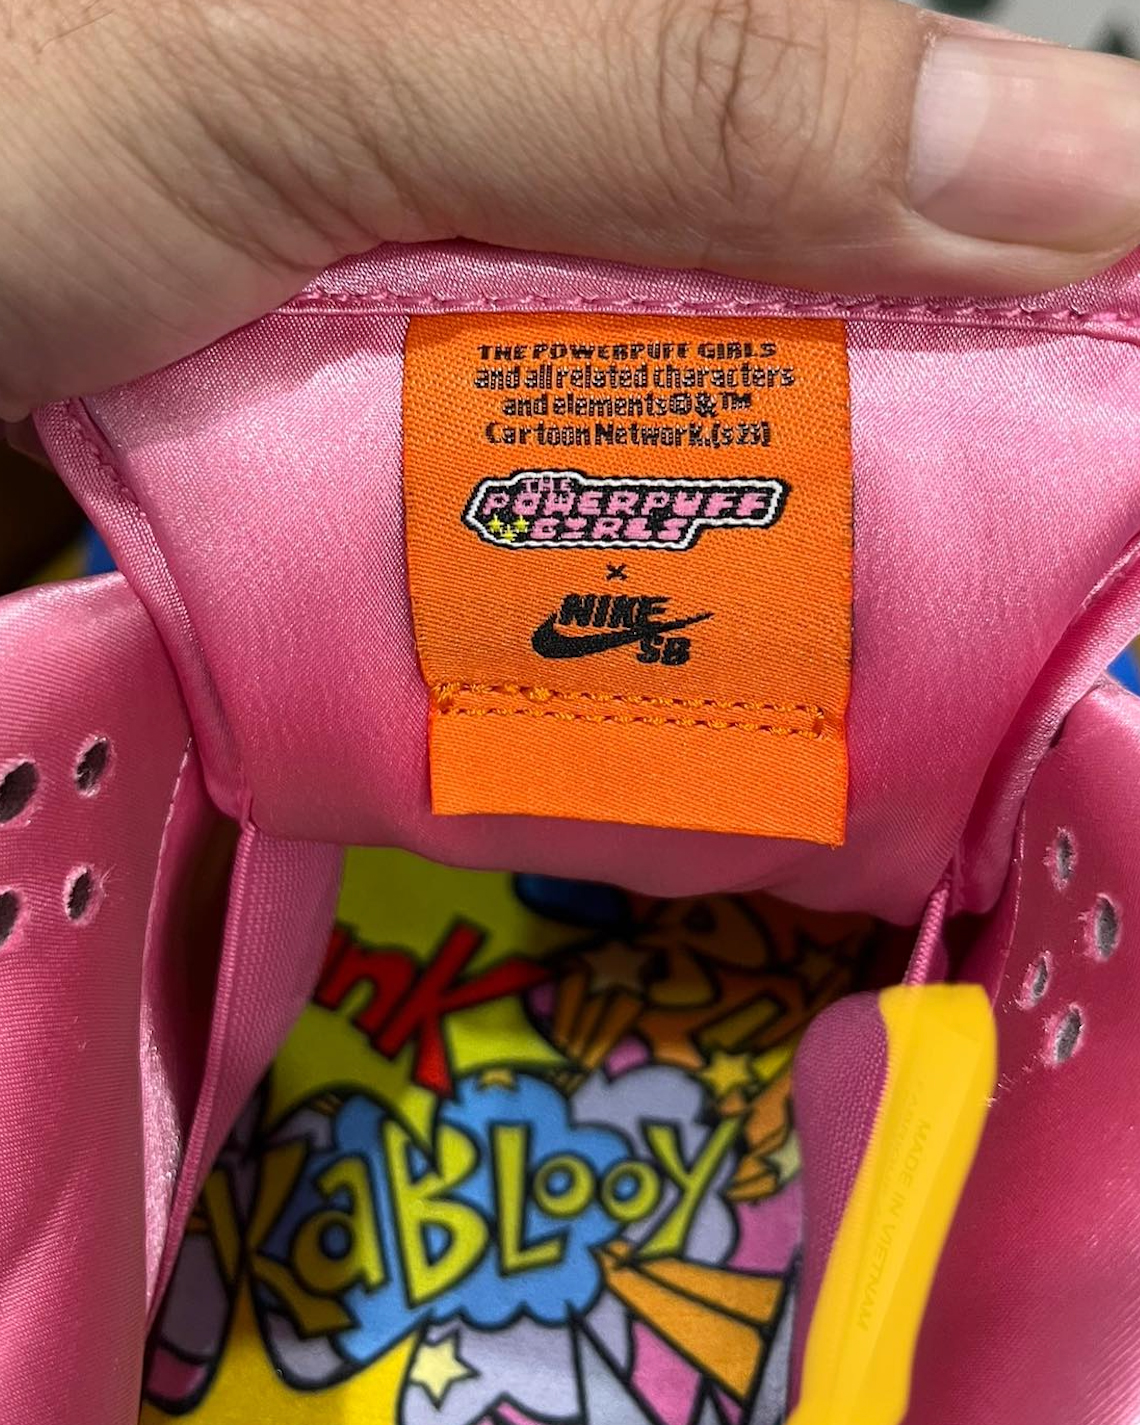 THE POWERPUFF GIRLS
and all related characters
and elements©&™
Cartoon Network.(s23)
THE
POWERPUFF
GIRLS
x
NIKE
SB
nk
KaBLooY
MADE IN VIETNAM